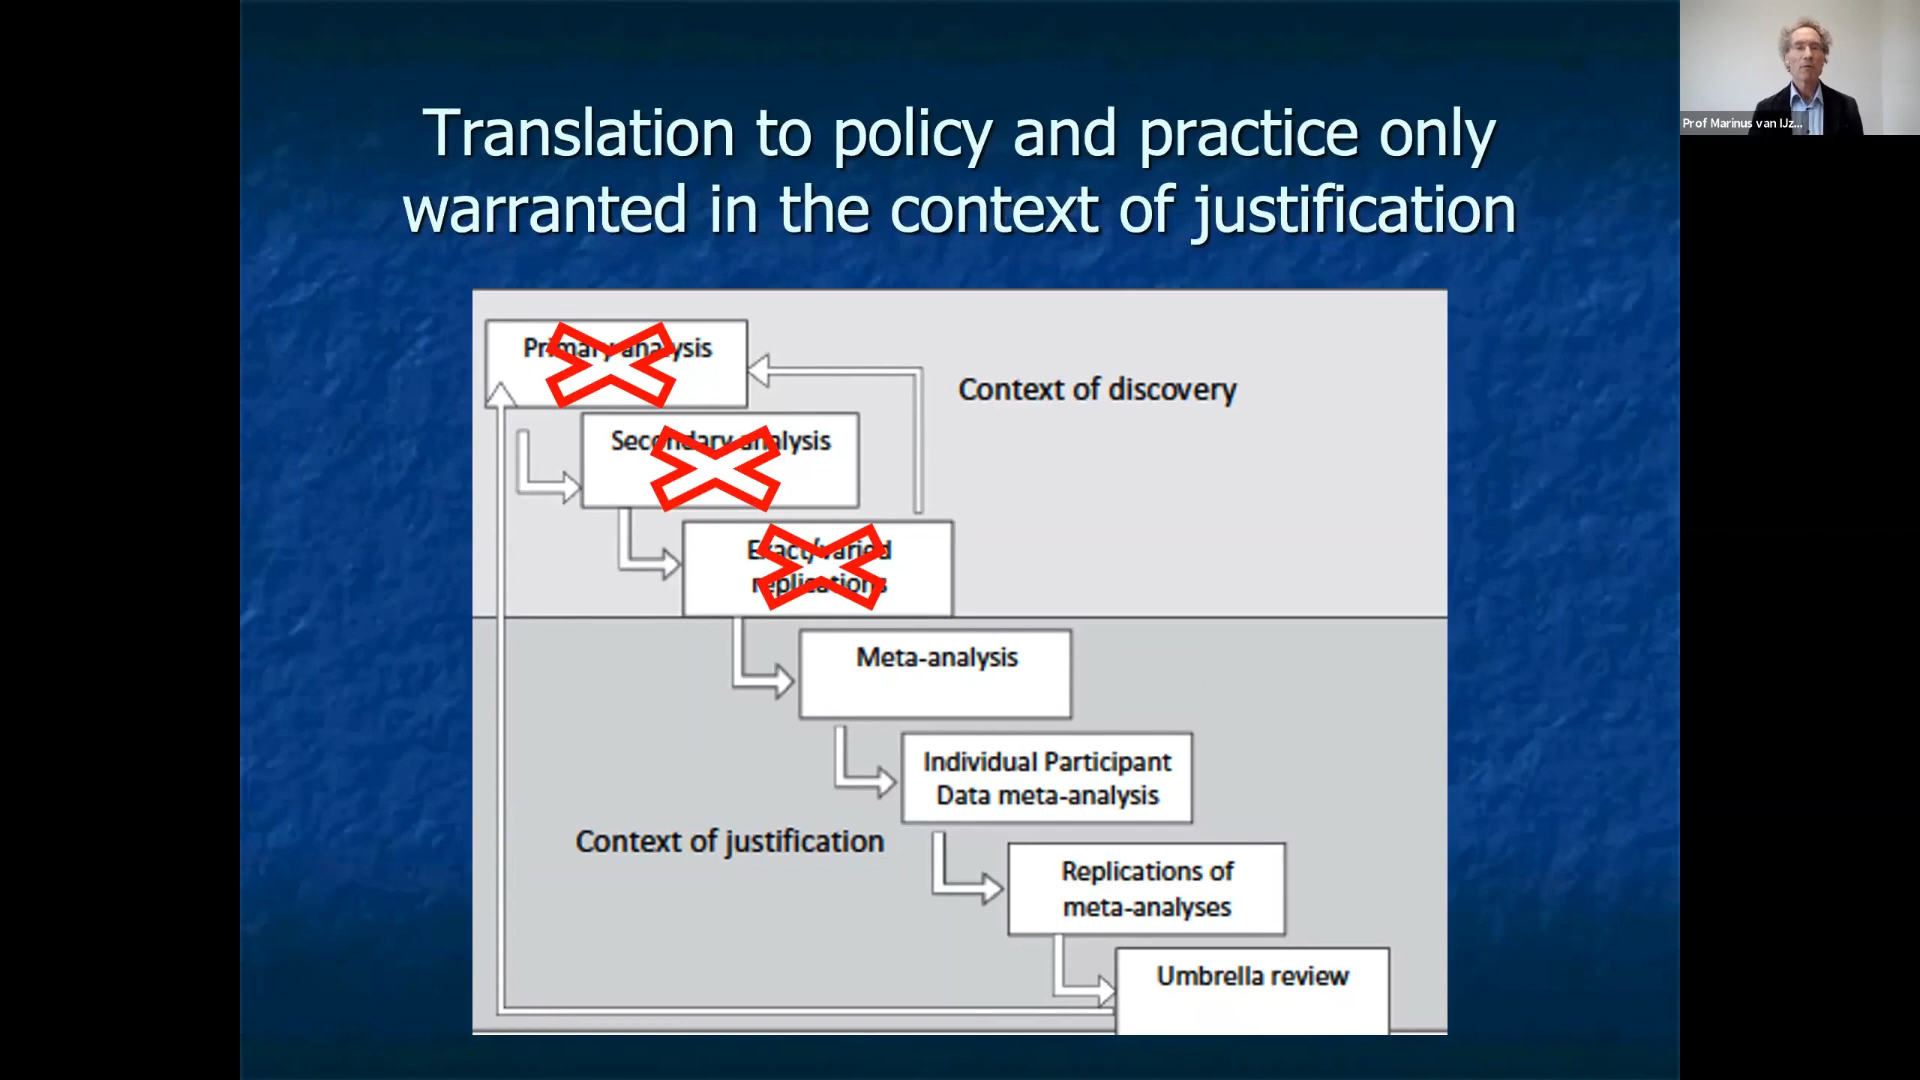 Translation to policy and practice only
warranted in the context of justification
Prof Marinus van IJz...
Primary analysis
Context of discovery
Secondary analysis
Exact/varied
replications
Meta-analysis
Individual Participant
Data meta-analysis
Context of justification
Replications of
meta-analyses
Umbrella review